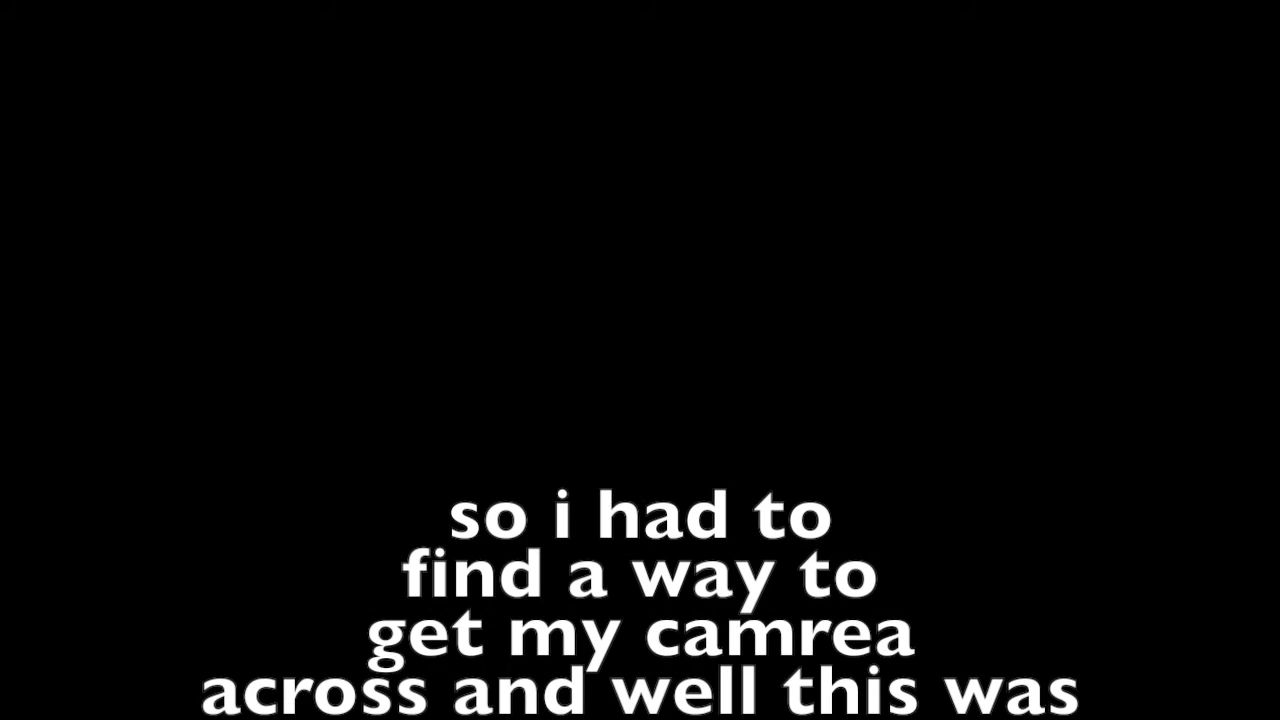 so i had to
find a way to
get my camrea
across and well this was